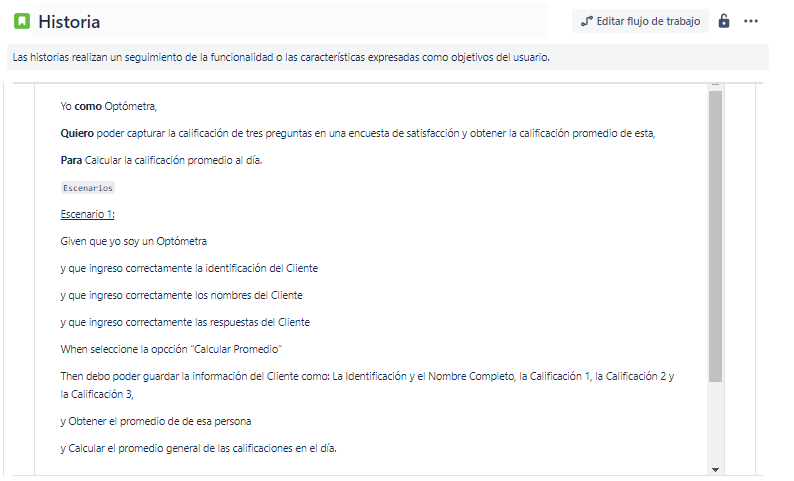 Historia
Editar flujo de trabajo
Las historias realizan un seguimiento de la funcionalidad o las características expresadas como objetivos del usuario.
Yo como Optómetra,
Quiero poder capturar la calificación de tres preguntas en una encuesta de satisfacción y obtener la calificación promedio de esta,
Para Calcular la calificación promedio al día.
Escenarios
Escenario 1:
Given que yo soy un Optómetra
y que ingreso correctamente la identificación del Cliente
y que ingreso correctamente los nombres del Cliente
y que ingreso correctamente las respuestas del Cliente
When seleccione la opcción “Calcular Promedio”
Then debo poder guardar la información del Cliente como: La Identificación y el Nombre Completo, la Calificación 1, la Calificación 2 y
la Calificación 3,
y Obtener el promedio de de esa persona
y Calcular el promedio general de las calificaciones en el día.